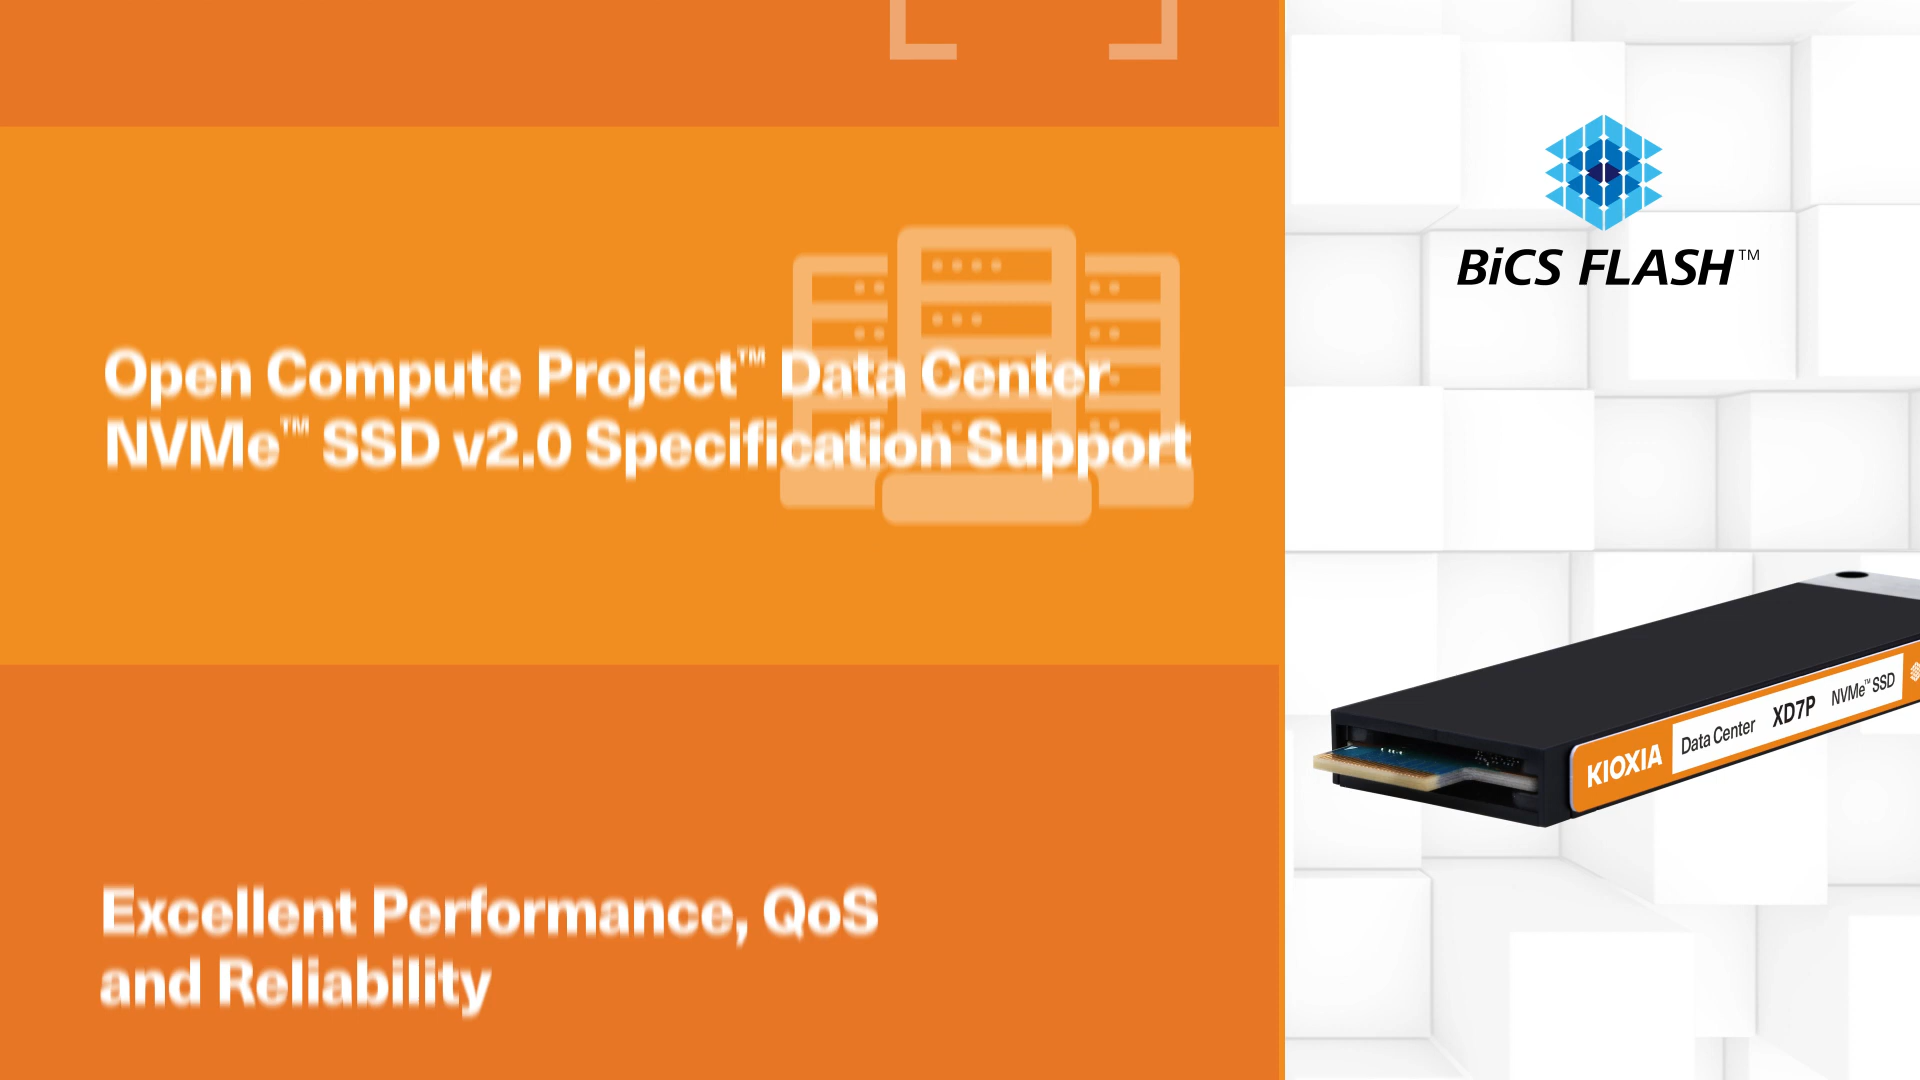 Open Compute Project™ Data Center
NVMe™ SSD v2.0 Specification Support
Excellent Performance, QoS
and Reliability
BiCS FLASH™
KIOXIA Data Center XD7P NVMe™ SSD